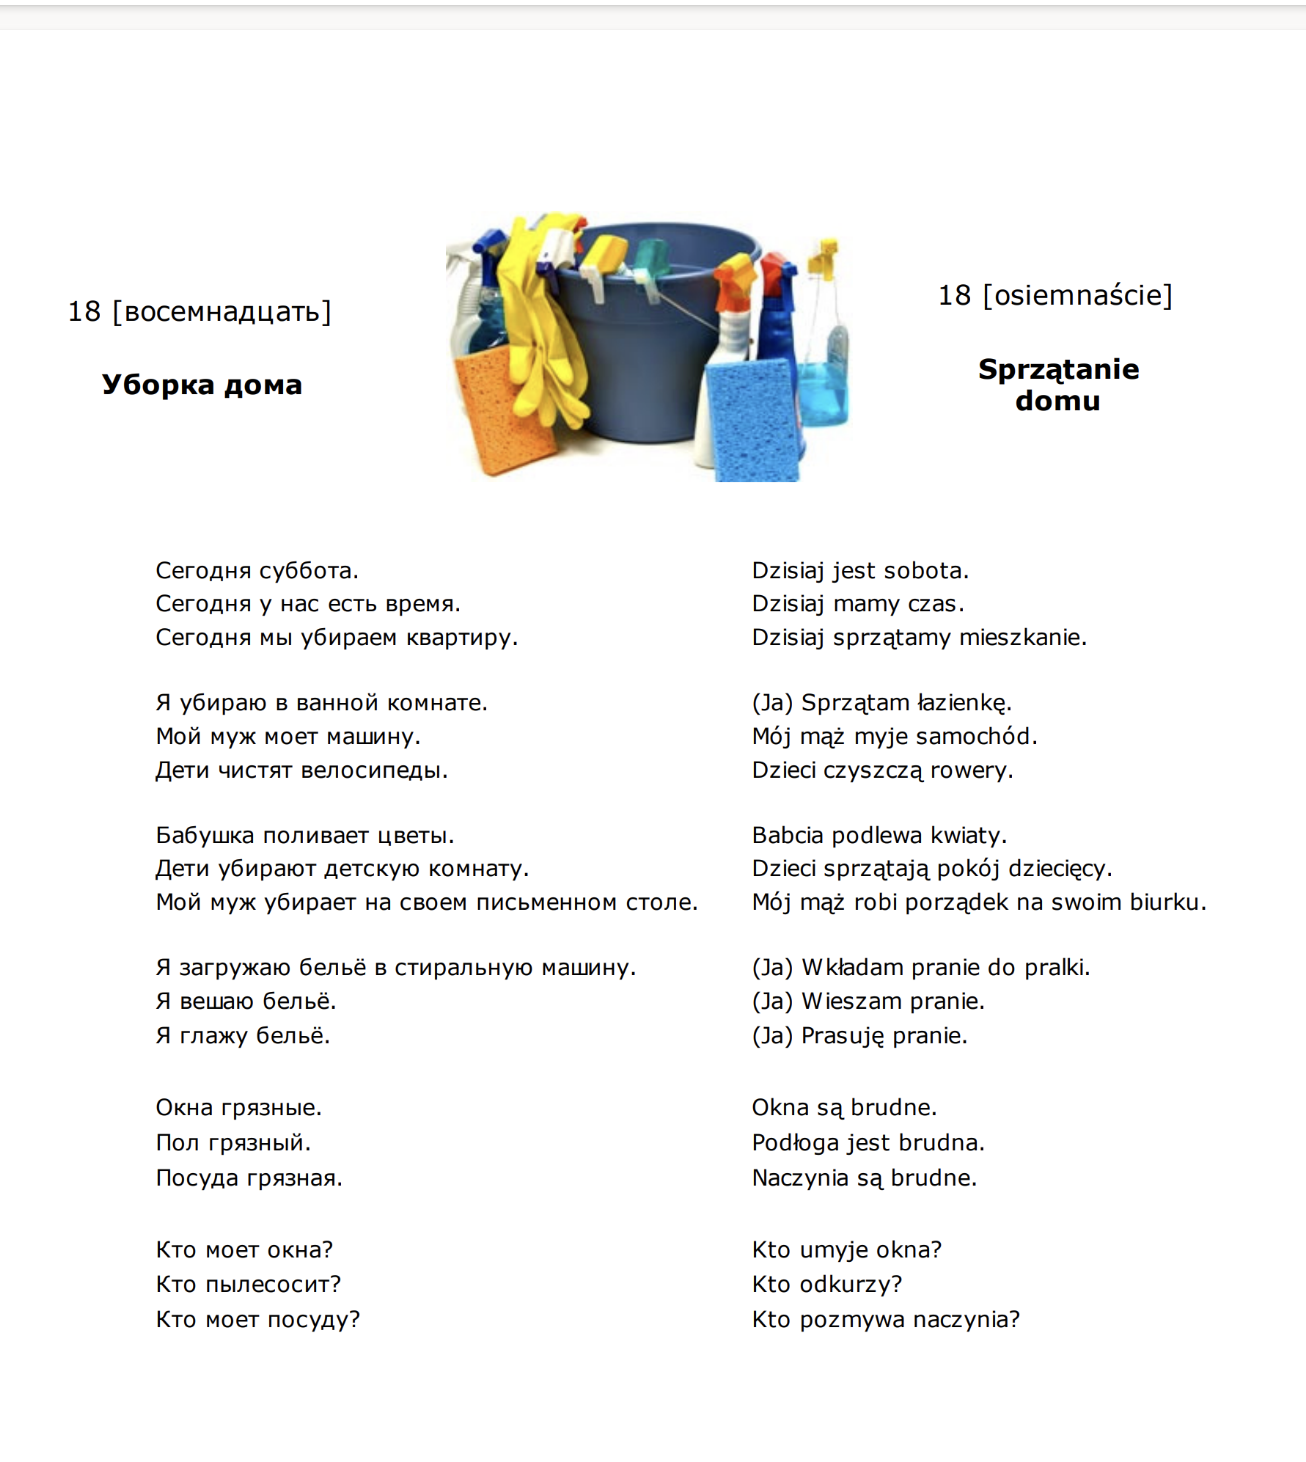 18 [восемнадцать]
Уборка дома
18 [osiemnaście]
Sprzątanie
domu
Сегодня суббота.
Сегодня у нас есть время.
Сегодня мы убираем квартиру.
Я убираю в ванной комнате.
Мой муж моет машину.
Дети чистят велосипеды.
Бабушка поливает цветы.
Дети убирают детскую комнату.
Мой муж убирает на своем письменном столе.
Я загружаю бельё в стиральную машину.
Я вешаю бельё.
Я глажу бельё.
Окна грязные.
Пол грязный.
Посуда грязная.
Кто моет окна?
Кто пылесосит?
Кто моет посуду?
Dzisiaj jest sobota.
Dzisiaj mamy czas.
Dzisiaj sprzątamy mieszkanie.
(Ja) Sprzątam łazienkę.
Mój mąż myje samochód.
Dzieci czyszczą rowery.
Babcia podlewa kwiaty.
Dzieci sprzątają pokój dziecięcy.
Mój mąż robi porządek na swoim biurku.
(Ja) Wkładam pranie do pralki.
(Ja) Wieszam pranie.
(Ja) Prasuję pranie.
Okna są brudne.
Podłoga jest brudna.
Naczynia są brudne.
Kto umyje okna?
Kto odkurzy?
Kto pozmywa naczynia?